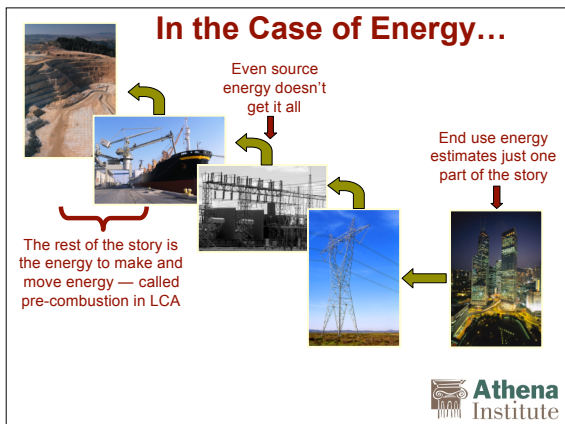 In the Case of Energy…
Even source
energy doesn't
get it all
End use energy
estimates just one
part of the story
The rest of the story is
the energy to make and
move energy — called
pre-combustion in LCA
Athena
Institute